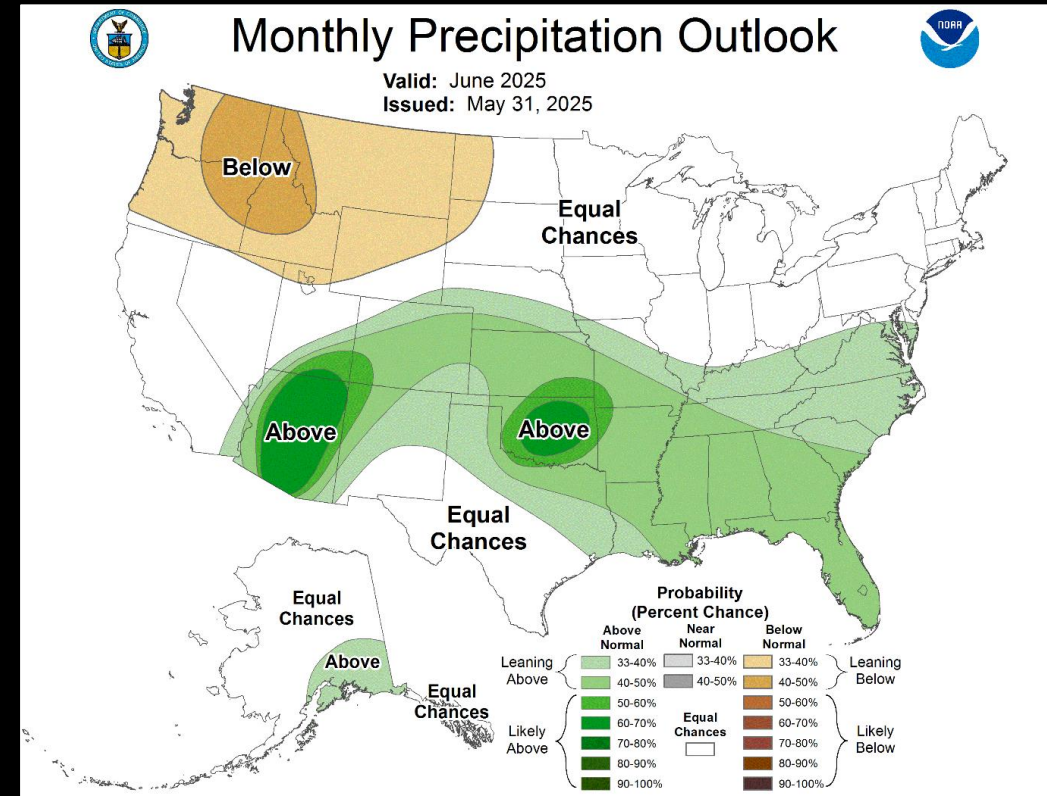 Monthly Precipitation Outlook
NOAA
Valid: June 2025
Issued: May 31, 2025
Below
Equal
Chances
Above
Above
Equal
Chances
Equal
Chances
Above
Equal
Chances
Probability
(Percent Chance)
Above
Normal
Near
Normal
Below
Normal
Leaning
Above
33-40%
40-50%
33-40%
40-50%
33-40%
40-50%
Leaning
Below
Likely
Above
50-60%
60-70%
70-80%
80-90%
90-100%
Equal
Chances
50-60%
60-70%
70-80%
80-90%
90-100%
Likely
Below